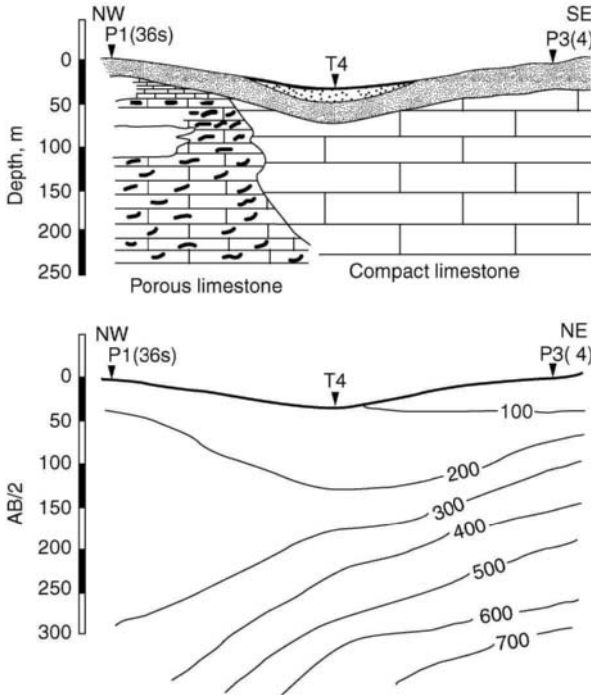 NW
SE
P1(36s)
T4
P3(4)
0
50
100
150
200
250
Depth, m
Porous limestone
Compact limestone
NW
NE
P1(36s)
T4
P3( 4)
0
50
100
150
200
250
300
AB/2
100
200
300
400
500
600
700